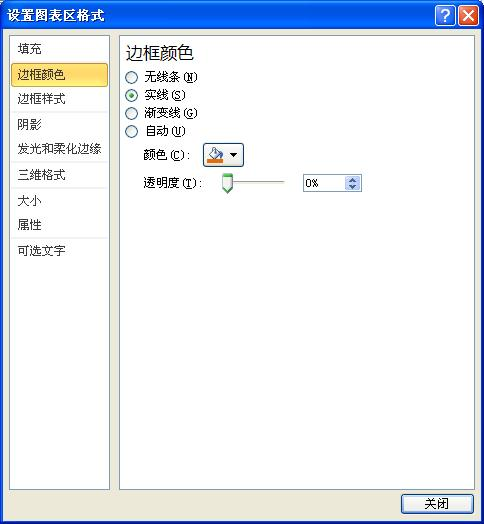 设置图表区格式
填充
边框颜色
边框样式
阴影
发光和柔化边缘
三维格式
大小
属性
可选文字
边框颜色
无线条(N)
实线(S)
渐变线(G)
自动(U)
颜色(C):
透明度(T): 0%
关闭